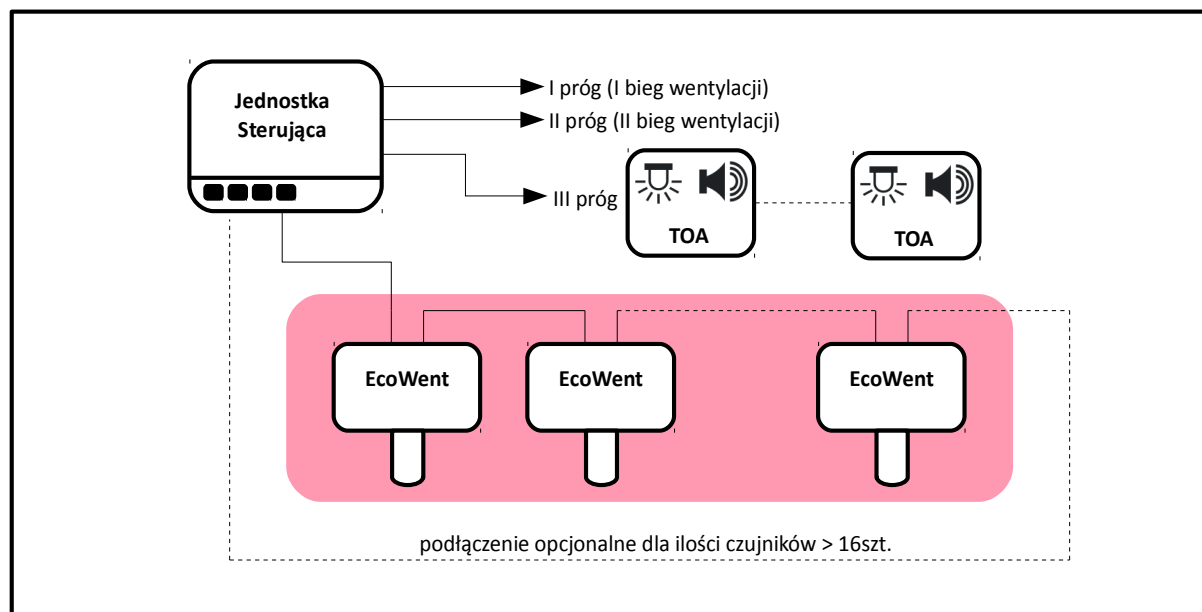 Jednostka
Sterująca
I próg (I bieg wentylacji)
II próg (II bieg wentylacji)
III próg
TOA
TOA
EcoWent
EcoWent
EcoWent
podłączenie opcjonalne dla ilości czujników > 16szt.